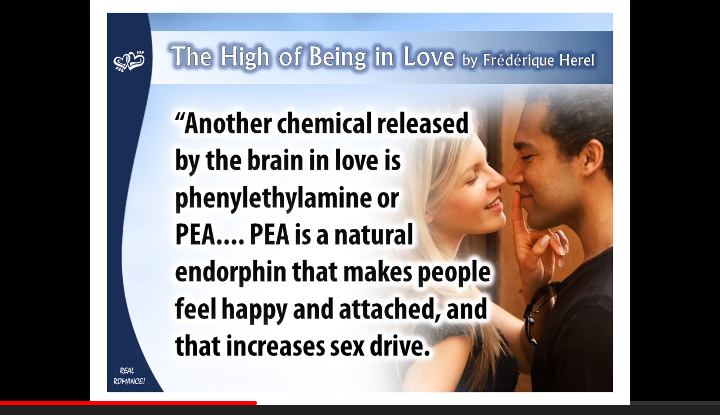 The High of Being in Love by Frédérique Herel
“Another chemical released
by the brain in love is
phenylethylamine or
PEA.... PEA is a natural
endorphin that makes people
feel happy and attached, and
that increases sex drive.
REAL
ROMANCE!